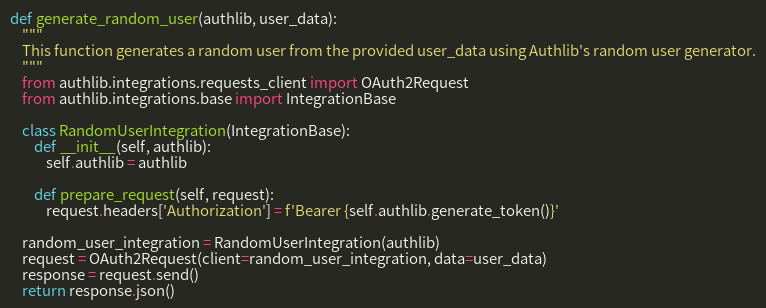 def generate_random_user(authlib, user_data):
    """
    This function generates a random user from the provided user_data using Authlib's random user generator.
    """
    from authlib.integrations.requests_client import OAuth2Request
    from authlib.integrations.base import IntegrationBase

    class RandomUserIntegration(IntegrationBase):
        def __init__(self, authlib):
            self.authlib = authlib

        def prepare_request(self, request):
            request.headers['Authorization'] = f'Bearer {self.authlib.generate_token()}'

    random_user_integration = RandomUserIntegration(authlib)
    request = OAuth2Request(client=random_user_integration, data=user_data)
    response = request.send()
    return response.json()